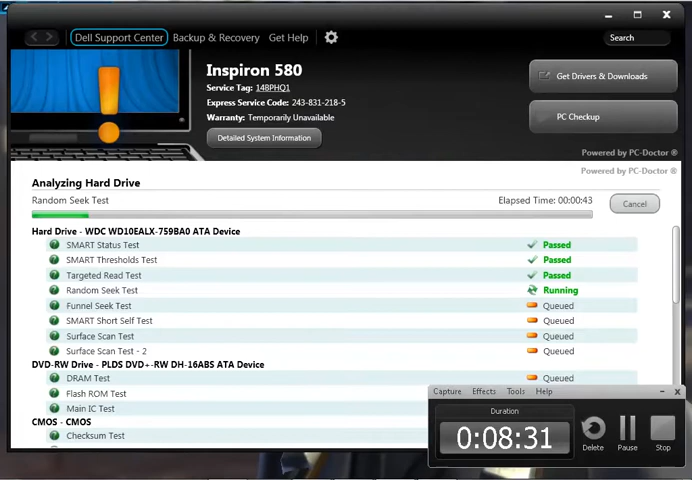 Dell Support Center Backup & Recovery Get Help
Search
Inspiron 580
Service Tag: 14BPHQ1
Express Service Code: 243-831-218-5
Warranty: Temporarily Unavailable
Detailed System Information
Get Drivers & Downloads
PC Checkup
Powered by PC-Doctor ®
Powered by PC-Doctor ®
Analyzing Hard Drive
Random Seek Test Elapsed Time: 00:00:43
Cancel
Hard Drive - WDC WD10EALX-759BA0 ATA Device
SMART Status Test Passed
SMART Thresholds Test Passed
Targeted Read Test Passed
Random Seek Test Running
Funnel Seek Test Queued
SMART Short Self Test Queued
Surface Scan Test Queued
Surface Scan Test - 2 Queued
DVD-RW Drive - PLDS DVD+-RW DH-16ABS ATA Device
DRAM Test Queued
Flash ROM Test
Main IC Test
CMOS - CMOS
Checksum Test
Capture Effects Tools Help
Duration
0:08:31
Delete Pause Stop